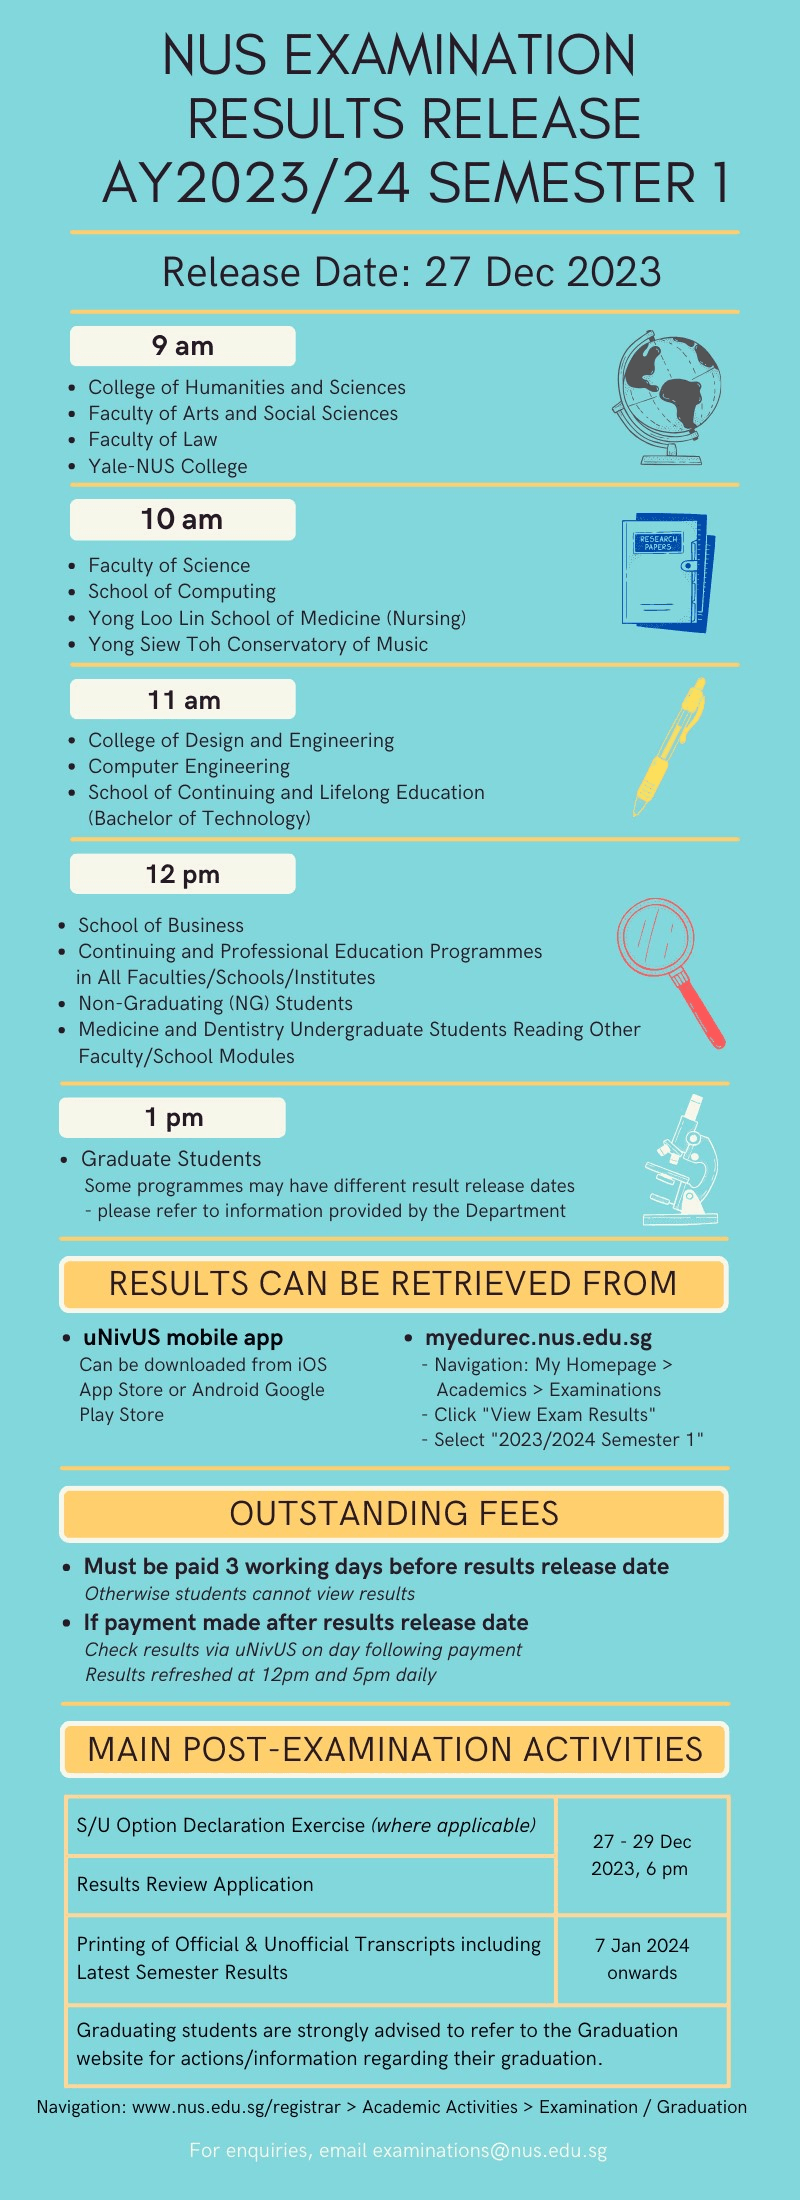 NUS EXAMINATION
RESULTS RELEASE
AY2023/24 SEMESTER 1
Release Date: 27 Dec 2023
9 am
• College of Humanities and Sciences
• Faculty of Arts and Social Sciences
• Faculty of Law
• Yale-NUS College
10 am
RESEARCH
PAPERS
• Faculty of Science
• School of Computing
• Yong Loo Lin School of Medicine (Nursing)
• Yong Siew Toh Conservatory of Music
11 am
• College of Design and Engineering
• Computer Engineering
• School of Continuing and Lifelong Education
(Bachelor of Technology)
12 pm
• School of Business
• Continuing and Professional Education Programmes
in All Faculties/Schools/Institutes
• Non-Graduating (NG) Students
• Medicine and Dentistry Undergraduate Students Reading Other
Faculty/School Modules
1 pm
• Graduate Students
Some programmes may have different result release dates
- please refer to information provided by the Department
RESULTS CAN BE RETRIEVED FROM
• uNivUS mobile app
Can be downloaded from iOS
App Store or Android Google
Play Store
• myedurec.nus.edu.sg
- Navigation: My Homepage >
Academics > Examinations
- Click "View Exam Results"
- Select "2023/2024 Semester 1"
OUTSTANDING FEES
• Must be paid 3 working days before results release date
Otherwise students cannot view results
• If payment made after results release date
Check results via uNivUS on day following payment
Results refreshed at 12pm and 5pm daily
MAIN POST-EXAMINATION ACTIVITIES
S/U Option Declaration Exercise (where applicable)
Results Review Application
27 - 29 Dec
2023, 6 pm
Printing of Official & Unofficial Transcripts including
Latest Semester Results
7 Jan 2024
onwards
Graduating students are strongly advised to refer to the Graduation
website for actions/information regarding their graduation.
Navigation: www.nus.edu.sg/registrar > Academic Activities > Examination / Graduation
For enquiries, email examinations@nus.edu.sg